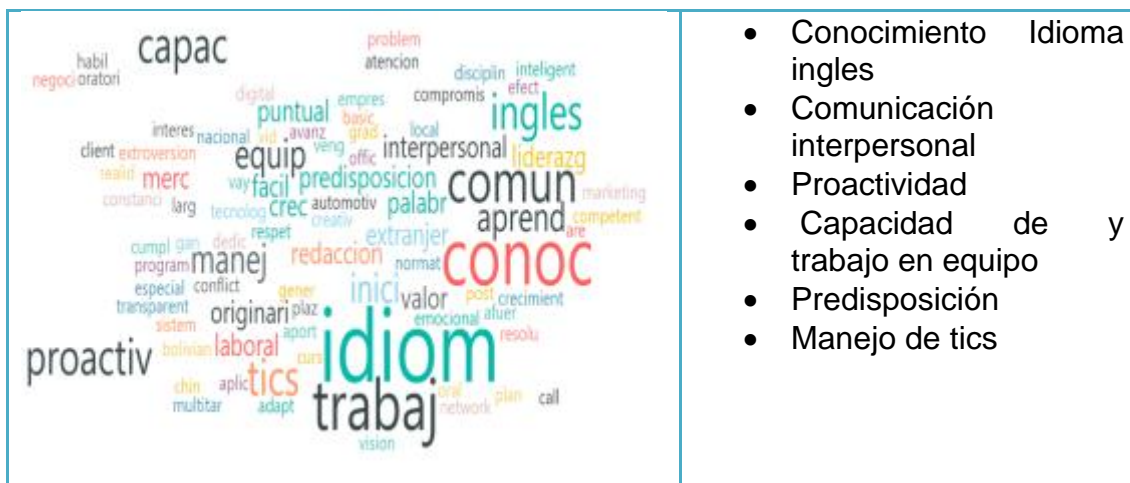 capac
problem
atencion
habil
negoci oratori
disciplin inteligent
efect
compromis
digital
empres
puntual
basic
ingles
interes nacional vid avanz grad local
client extroversion
equip
veng offic interpersonal liderazg
realid merc
vay facil predisposicion comun marketing
constanci larg
tecnolog crec automotiv palabr aprend competent
creativ
are
respet
extranjer
cumpl gan dedic
redaccion normat conoc
program manej
especial conflict
gener
inici valor post crecimient
transparent
originari plaz
emocional afuer
sistem
aport
resolu
proactiv bolivian laboral
curs
idiom
chin aplic tics
multitar adapt
trabaj oral plan call
network
vision
• Conocimiento Idioma
ingles
• Comunicación
interpersonal
• Proactividad
• Capacidad de y
trabajo en equipo
• Predisposición
• Manejo de tics